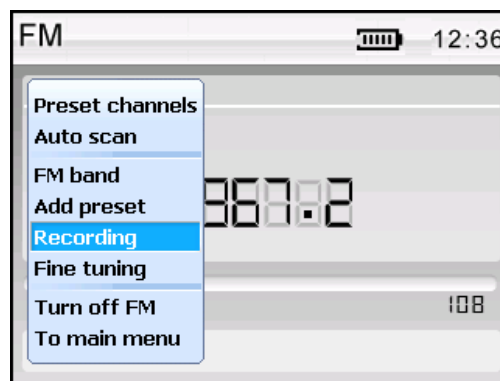 FM 12:36
Preset channels
Auto scan
FM band
Add preset
Recording
Fine tuning
Turn off FM
To main menu
108